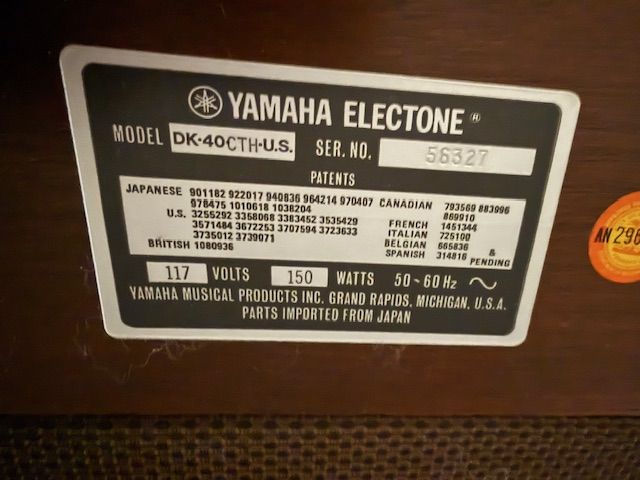 YAMAHA ELECTONE ®
MODEL DK-40CTH-U.S. SER. NO. 56327
PATENTS
JAPANESE 901182 922017 940836 964214 970407 CANADIAN 793569 883996
978475 1010618 1038204 869910
U.S. 3255292 3358068 3383452 3535429 FRENCH 1451344
3571484 3672253 3707594 3723633 ITALIAN 725100
3735012 3739071 BELGIAN 665836 &
BRITISH 1080936 SPANISH 314818 PENDING
117 VOLTS 150 WATTS 50~60Hz ~
YAMAHA MUSICAL PRODUCTS INC. GRAND RAPIDS, MICHIGAN, U.S.A.
PARTS IMPORTED FROM JAPAN